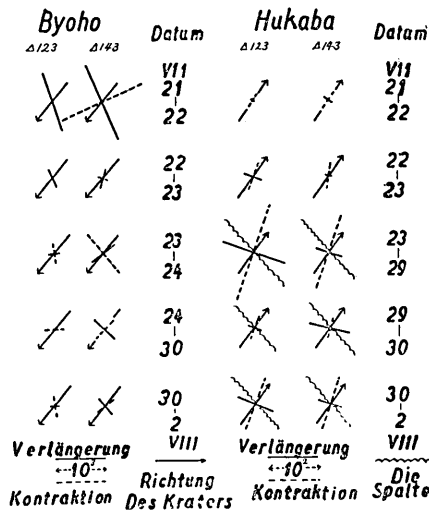 Byoho Datum Hukaba Datum
Δ123 Δ143 Δ123 Δ143
VII VII
21 21
22 22
22 22
23 23
23 23
24 29
24 29
30 30
30 30
2 2
Verlängerung VIII Verlängerung VIII
10² 10²
Kontraktion Richtung Des Kraters Kontraktion Die Spalte